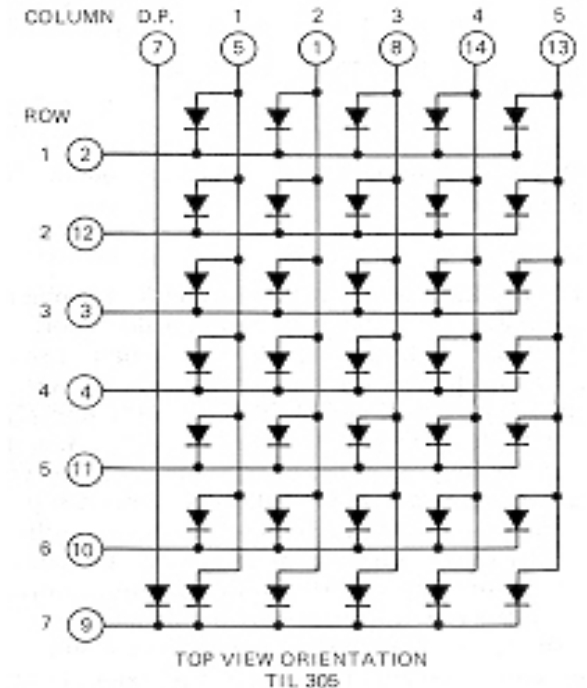 COLUMN D.P. 1 2 3 4 5
7 5 1 8 14 13
ROW
1 2
2 12
3 3
4 4
5 11
6 10
7 9
TOP VIEW ORIENTATION
TIL 305